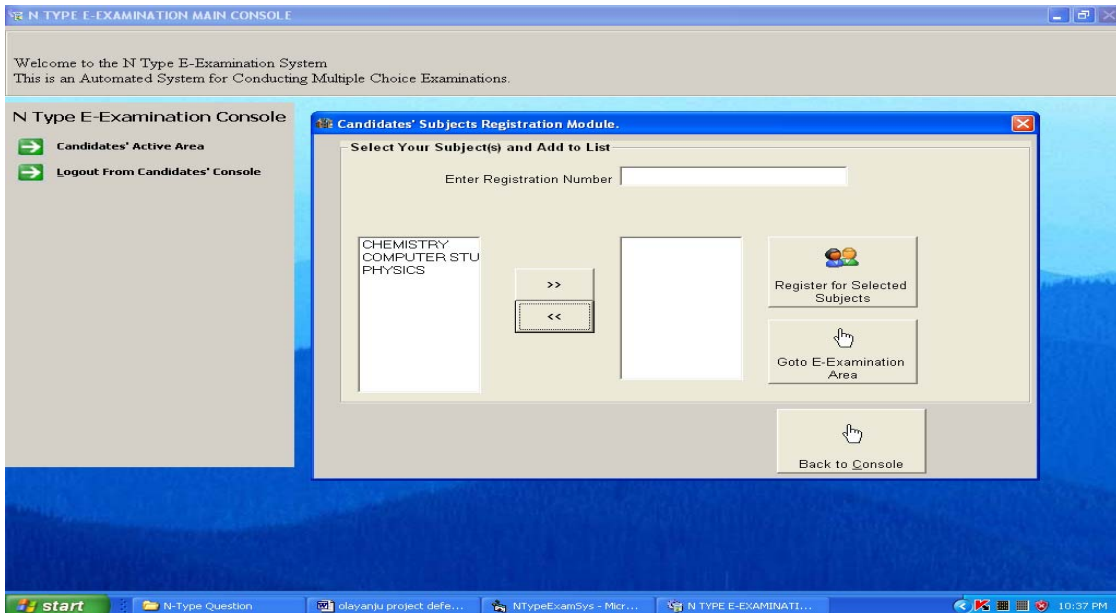 N TYPE E-EXAMINATION MAIN CONSOLE
Welcome to the N Type E-Examination System
This is an Automated System for Conducting Multiple Choice Examinations.
N Type E-Examination Console
Candidates' Active Area
Logout From Candidates' Console
Candidates' Subjects Registration Module.
Select Your Subject(s) and Add to List
Enter Registration Number
CHEMISTRY
COMPUTER STU
PHYSICS
>>
<<
Register for Selected
Subjects
Goto E-Examination
Area
Back to Console
start
N-Type Question
olayanju project defe...
NTypeExamSys - Micr...
N TYPE E-EXAMINATI...
10:37 PM